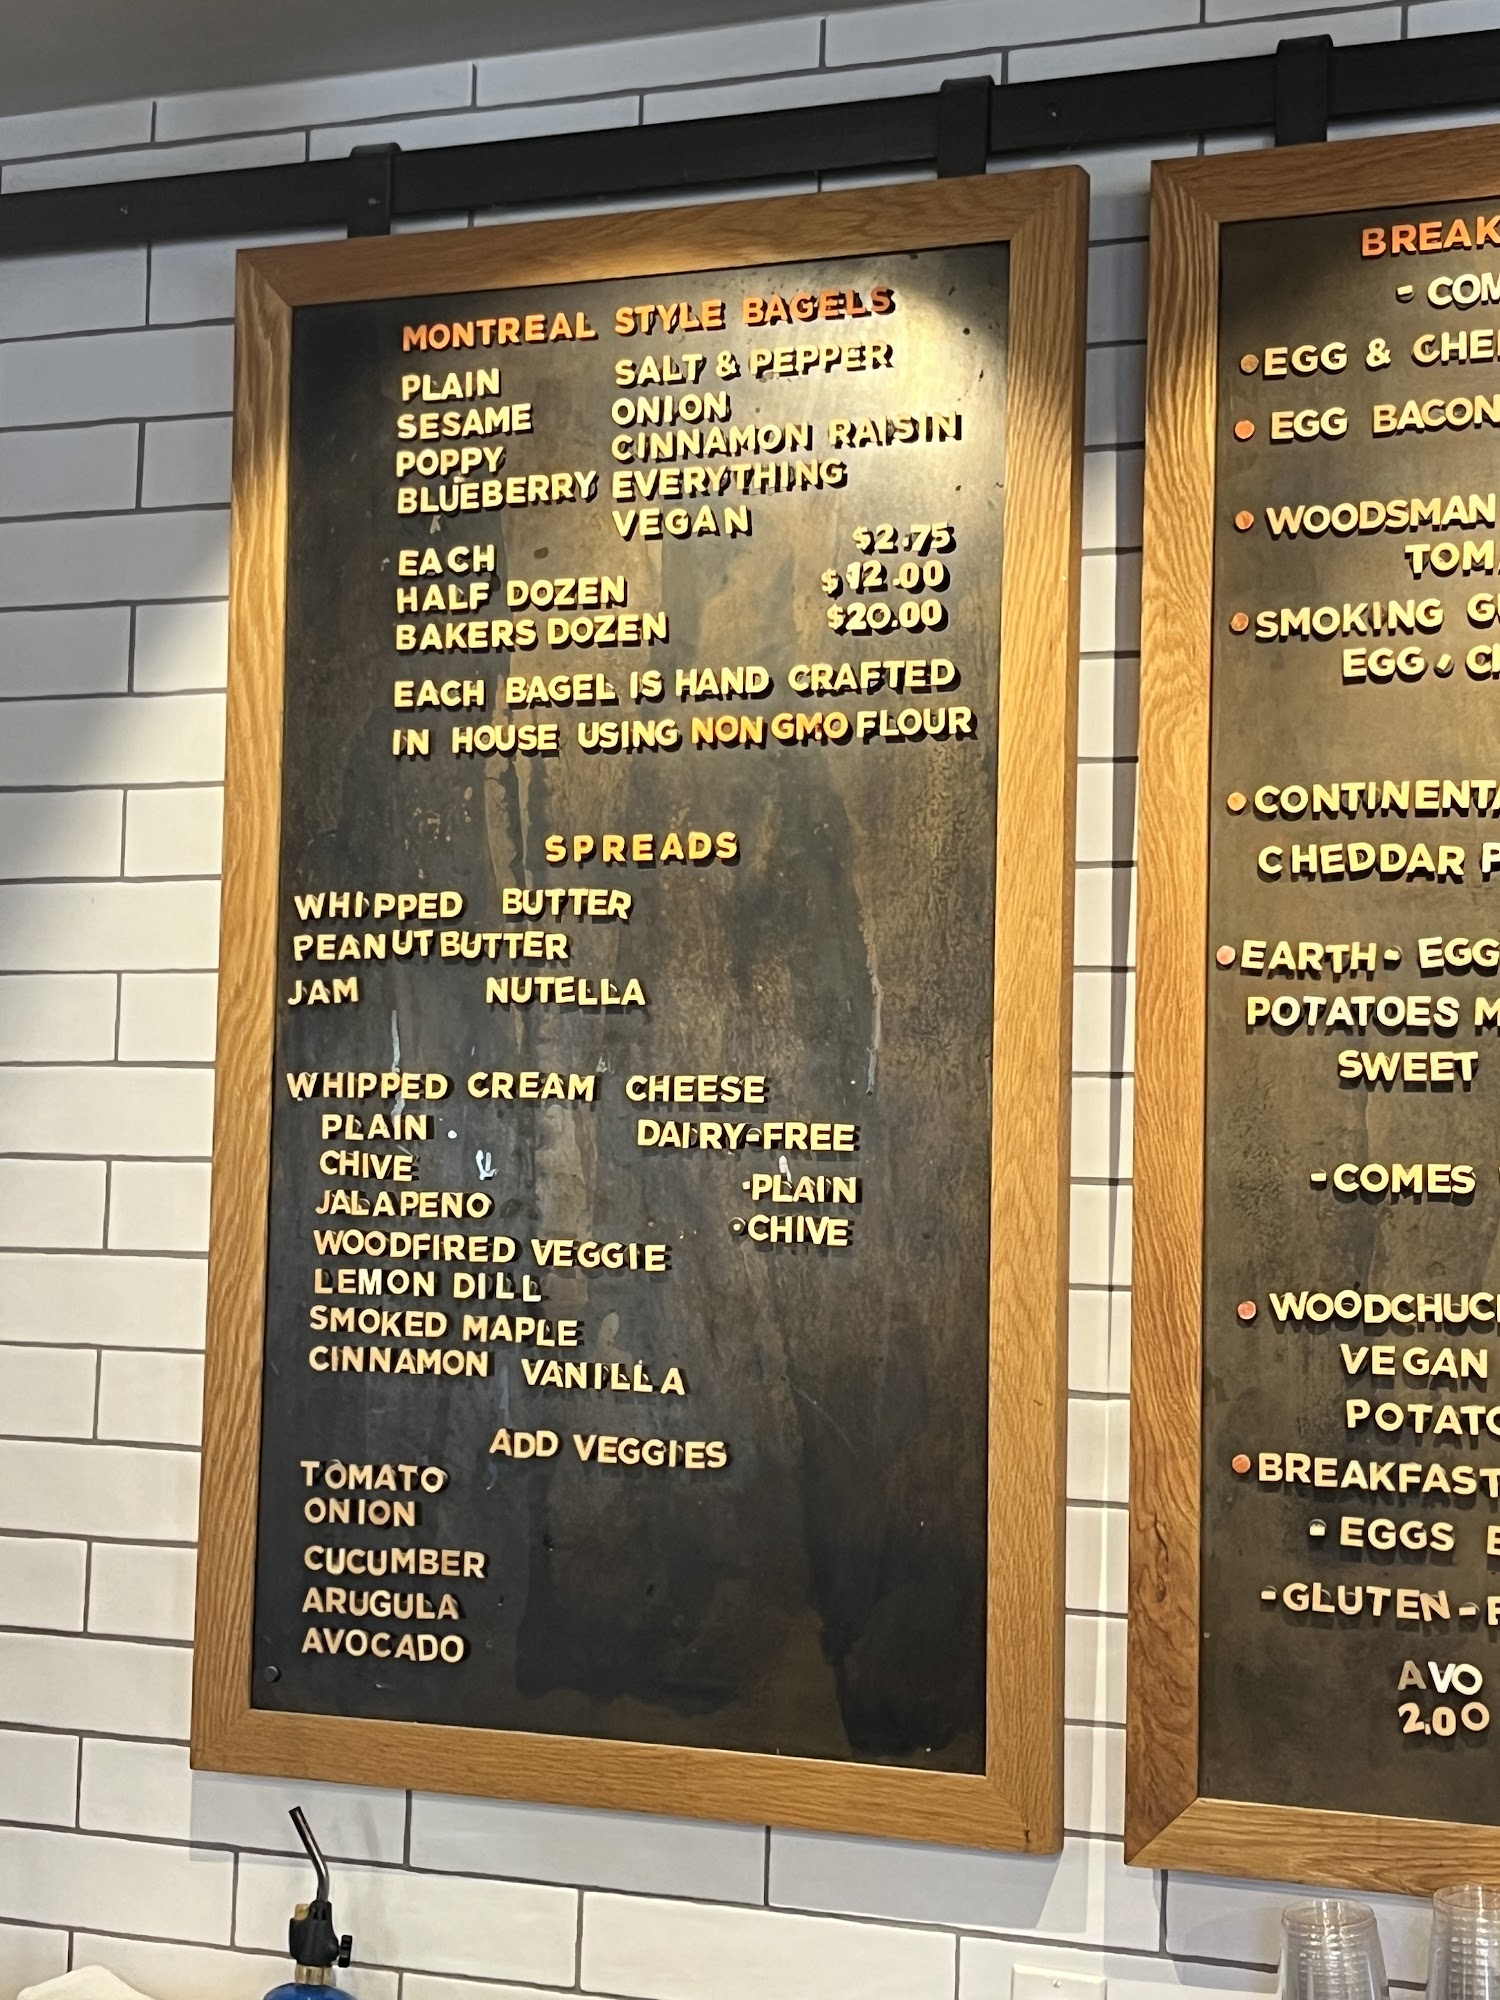 MONTREAL STYLE BAGELS
PLAIN SALT & PEPPER
SESAME ONION
POPPY CINNAMON RAISIN
BLUEBERRY EVERYTHING
VEGAN
EACH $2.75
HALF DOZEN $12.00
BAKERS DOZEN $20.00
EACH BAGEL IS HAND CRAFTED
IN HOUSE USING NON GMO FLOUR
SPREADS
WHIPPED BUTTER
PEANUT BUTTER
JAM NUTELLA
WHIPPED CREAM CHEESE
PLAIN DAIRY-FREE
CHIVE ·PLAIN
JALAPENO ·CHIVE
WOODFIRED VEGGIE
LEMON DILL
SMOKED MAPLE
CINNAMON VANILLA
ADD VEGGIES
TOMATO
ONION
CUCUMBER
ARUGULA
AVOCADO
BREAK
- COM
•EGG & CHE
• EGG BACON
• WOODSMAN
TOM
•SMOKING G
EGG, C
•CONTINENT
CHEDDAR
•EARTH- EGG
POTATOES M
SWEET
-COMES
• WOODCHUC
VEGAN
POTATO
•BREAKFAST
- EGGS
-GLUTEN-
AVO
2.00